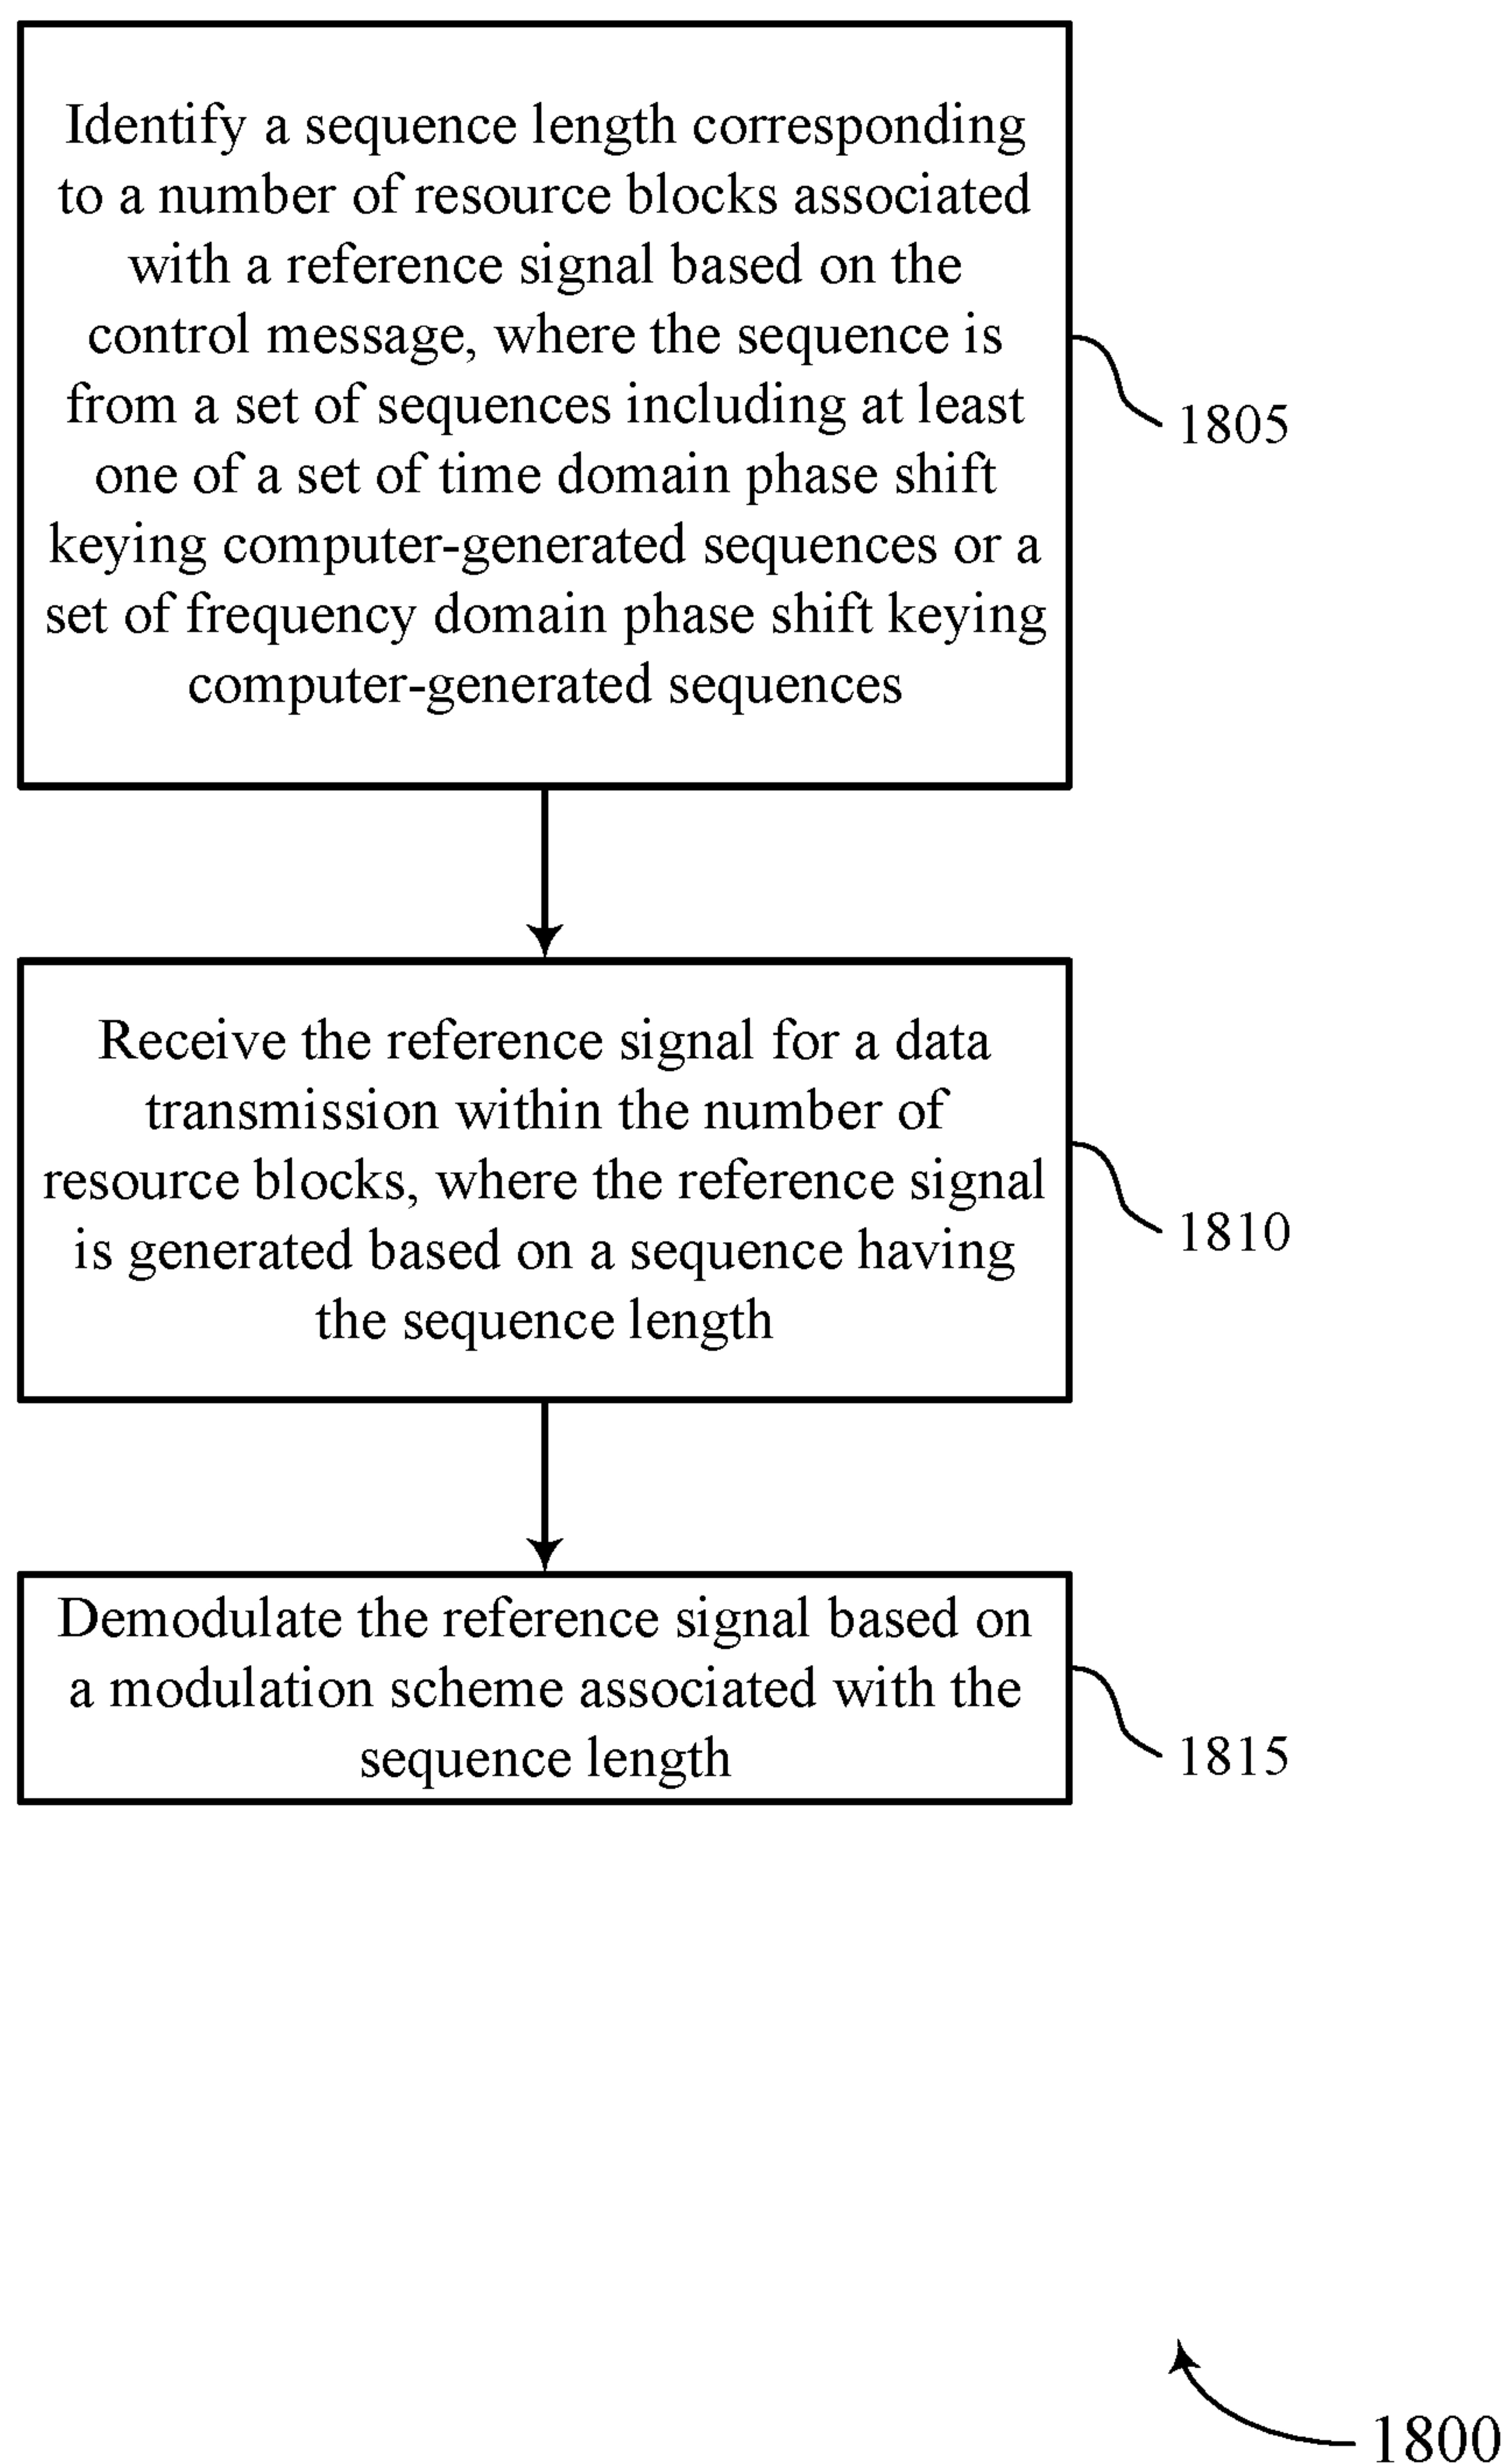 Identify a sequence length corresponding
to a number of resource blocks associated
with a reference signal based on the
control message, where the sequence is
from a set of sequences including at least
one of a set of time domain phase shift
keying computer-generated sequences or a
set of frequency domain phase shift keying
computer-generated sequences
1805
Receive the reference signal for a data
transmission within the number of
resource blocks, where the reference signal
is generated based on a sequence having
the sequence length
1810
Demodulate the reference signal based on
a modulation scheme associated with the
sequence length
1815
1800